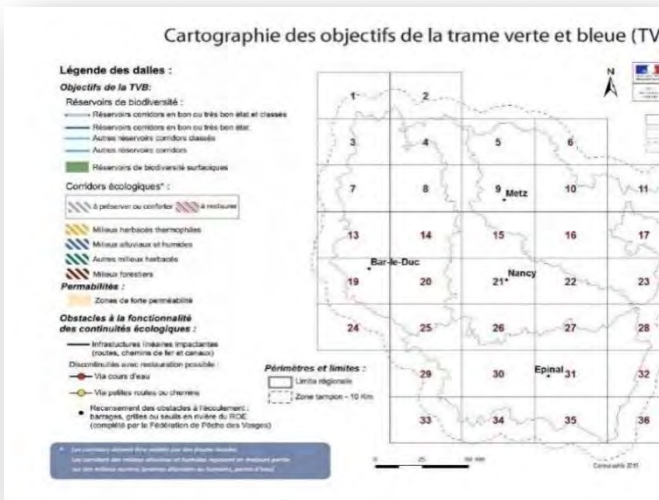 Cartographie des objectifs de la trame verte et bleue (TV
Légende des dalles :
Objectifs de la TVB:
Réservoirs de biodiversité :
Réservoirs corridors en bon ou très bon état et classés
Réservoirs corridors en bon ou très bon état
Autres réservoirs corridors classés
Autres réservoirs corridors
Réservoirs de biodiversité surfaciques
Corridors écologiques* :
à préserver ou conforter à restaurer
Milieux herbacés thermophiles
Milieux alluviaux et humides
Autres milieux herbacés
Milieux forestiers
Perméabilités :
Zones de forte perméabilité
Obstacles à la fonctionnalité
des continuités écologiques :
Infrastuctures linéaires impactantes
(routes, chemins de fer et canaux)
Discontinuités avec restauration possible :
Via cours d'eau
Via petites routes ou chemins
Recensement des obstacles à l'écoulement :
barrages, grilles ou seuils en rivière du ROE
(complété par le Fédération de Pêche des Vosges)
Périmètres et limites :
Limite régionale
Zone tampon - 10 Km
N
1 2
3 4 5 6
7 8 9 Metz 10 11
13 14 15 16 17
Bar-le-Duc
19 20 21 Nancy 22 23
24 25 26 27 28
29 30 Epinal 31 32
33 34 35 36
0 25
Cartographie 2015